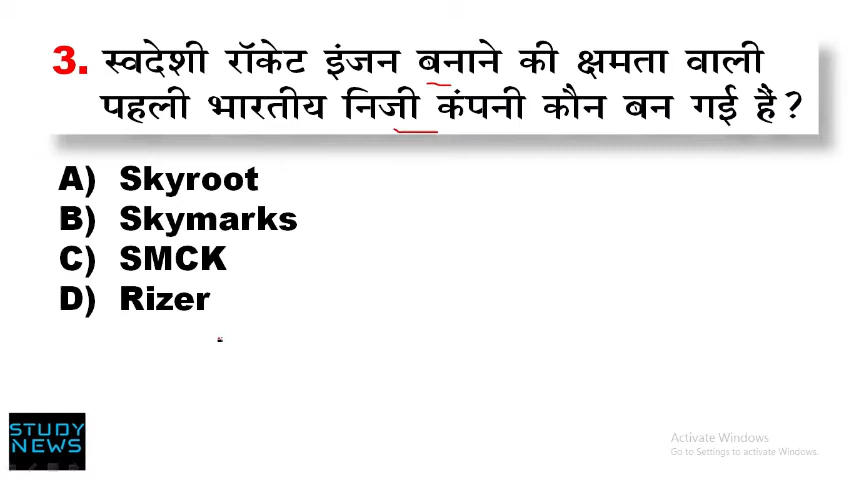 3. स्वदेशी रॉकेट इंजन बनाने की क्षमता वाली
पहली भारतीय निजी कंपनी कौन बन गई हैं ?
A) Skyroot
B) Skymarks
C) SMCK
D) Rizer
STUDY
NEWS
Activate Windows
Go to Settings to activate Windows.